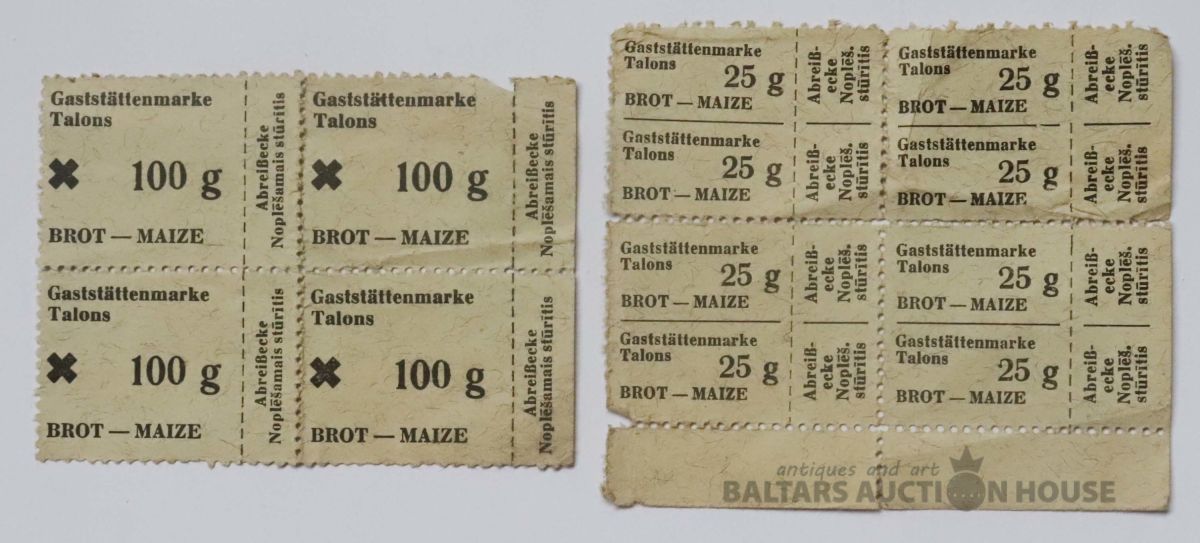 Gaststättenmarke
Talons
✖ 100 g
BROT — MAIZE
Abreißecke
Noplēšamais stūrītis
Gaststättenmarke
Talons
✖ 100 g
BROT — MAIZE
Abreißecke
Noplēšamais stūrītis
Gaststättenmarke
Talons
✖ 100 g
BROT — MAIZE
Abreißecke
Noplēšamais stūrītis
Gaststättenmarke
Talons
✖ 100 g
BROT — MAIZE
Abreißecke
Noplēšamais stūrītis
Gaststättenmarke
Talons 25 g
BROT — MAIZE
Abreiß-
ecke
Noplēš.
stūrītis
Gaststättenmarke
Talons 25 g
BROT — MAIZE
Abreiß-
ecke
Noplēš.
stūrītis
Gaststättenmarke
Talons 25 g
BROT — MAIZE
Abreiß-
ecke
Noplēš.
stūrītis
Gaststättenmarke
Talons 25 g
BROT — MAIZE
Abreiß-
ecke
Noplēš.
stūrītis
Gaststättenmarke
Talons 25 g
BROT — MAIZE
Abreiß-
ecke
Noplēš.
stūrītis
Gaststättenmarke
Talons 25 g
BROT — MAIZE
Abreiß-
ecke
Noplēš.
stūrītis
Gaststättenmarke
Talons 25 g
BROT — MAIZE
Abreiß-
ecke
Noplēš.
stūrītis
Gaststättenmarke
Talons 25 g
BROT — MAIZE
Abreiß-
ecke
Noplēš.
stūrītis
antiques and art
BALTARS AUCTION HOUSE